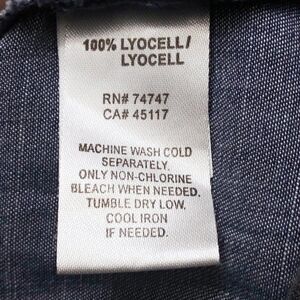 100% LYOCELL/
LYOCELL
RN# 74747
CA# 45117
MACHINE WASH COLD
SEPARATELY.
ONLY NON-CHLORINE
BLEACH WHEN NEEDED.
TUMBLE DRY LOW.
COOL IRON
IF NEEDED.